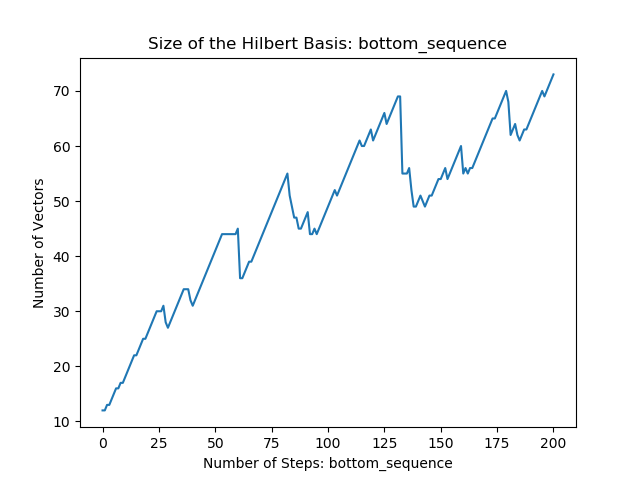 Size of the Hilbert Basis: bottom_sequence
Number of Vectors
70
60
50
40
30
20
10
0 25 50 75 100 125 150 175 200
Number of Steps: bottom_sequence